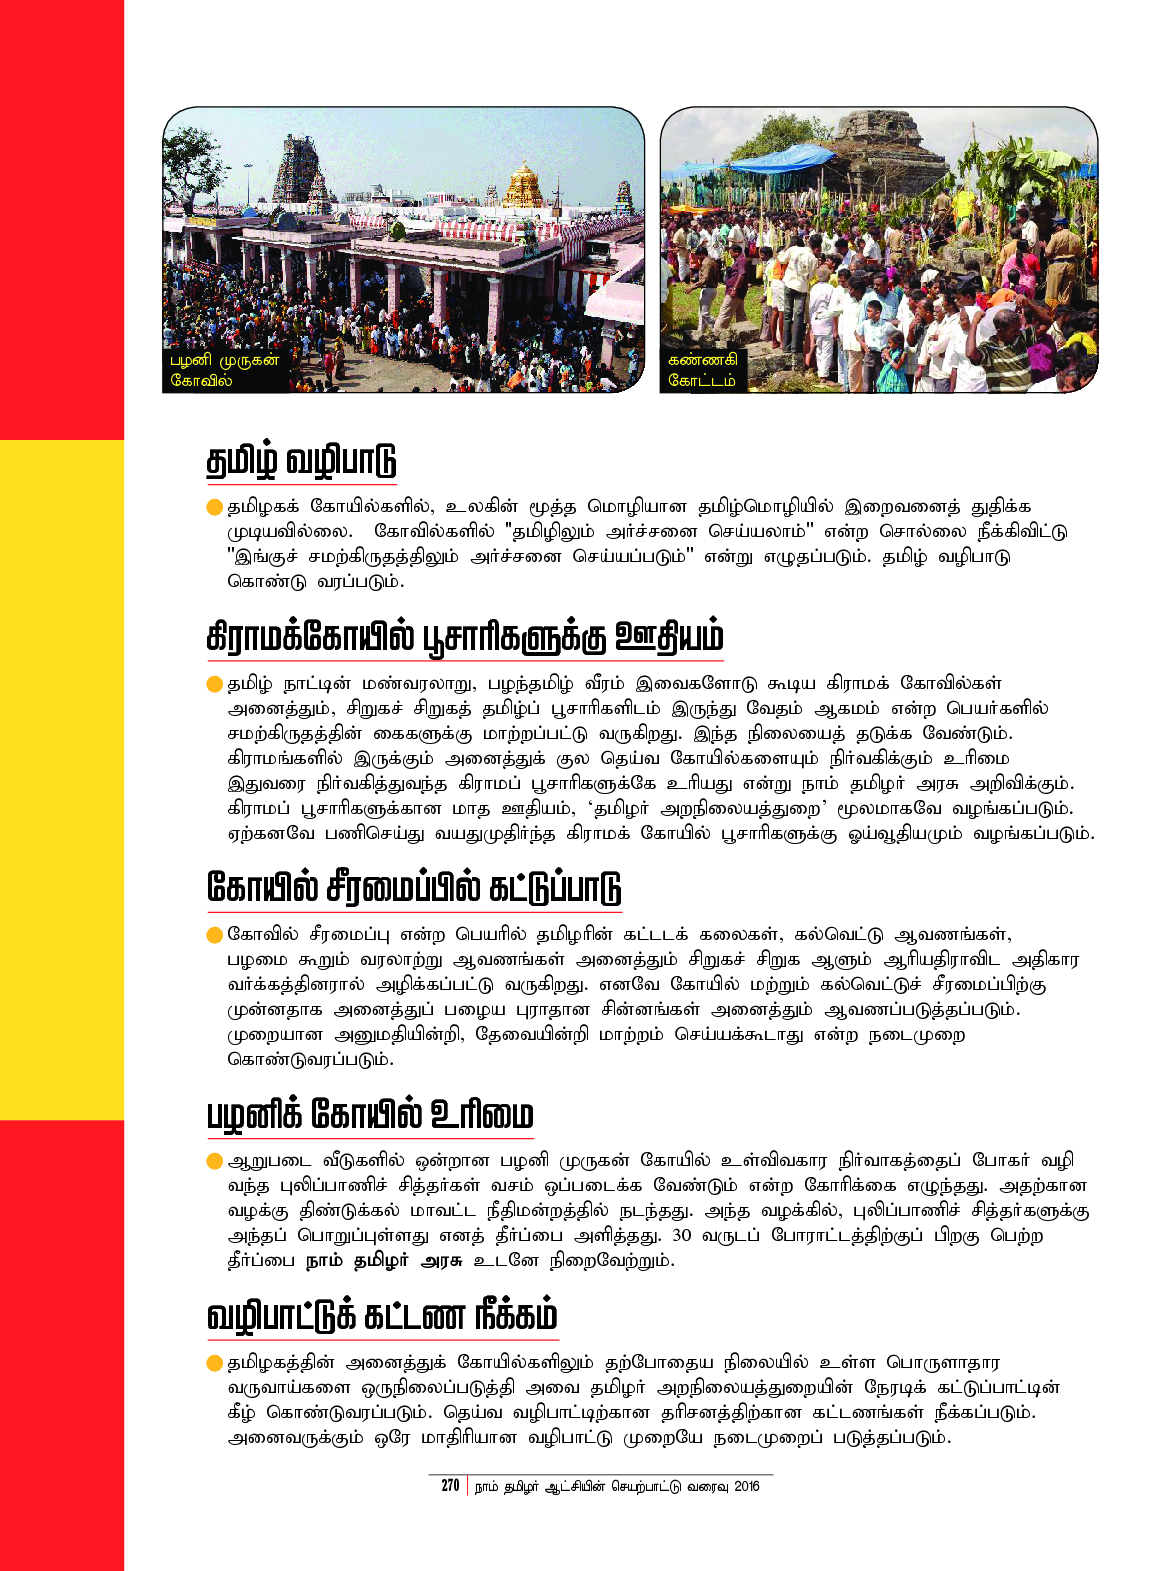 பழனி முருகன்
கோவில்
கண்ணகி
கோட்டம்
தமிழ் வழிபாடு
தமிழகக் கோயில்களில், உலகின் மூத்த மொழியான தமிழ்மொழியில் இறைவனைத் துதிக்க
முடியவில்லை. கோவில்களில் "தமிழிலும் அர்ச்சனை செய்யலாம்" என்ற சொல்லை நீக்கிவிட்டு
"இங்குச் சமற்கிருதத்திலும் அர்ச்சனை செய்யப்படும்" என்று எழுதப்படும். தமிழ் வழிபாடு
கொண்டு வரப்படும்.
கிராமக்கோயில் பூசாரிகளுக்கு ஊதியம்
தமிழ் நாட்டின் மண்வரலாறு, பழந்தமிழ் வீரம் இவைகளோடு கூடிய கிராமக் கோவில்கள்
அனைத்தும், சிறுகச் சிறுகத் தமிழ்ப் பூசாரிகளிடம் இருந்து வேதம் ஆகமம் என்ற பெயர்களில்
சமற்கிருதத்தின் கைகளுக்கு மாற்றப்பட்டு வருகிறது. இந்த நிலையைத் தடுக்க வேண்டும்.
கிராமங்களில் இருக்கும் அனைத்துக் குல தெய்வ கோயில்களையும் நிர்வகிக்கும் உரிமை
இதுவரை நிர்வகித்துவந்த கிராமப் பூசாரிகளுக்கே உரியது என்று நாம் தமிழர் அரசு அறிவிக்கும்.
கிராமப் பூசாரிகளுக்கான மாத ஊதியம், ‘தமிழர் அறநிலையத்துறை’ மூலமாகவே வழங்கப்படும்.
ஏற்கனவே பணிசெய்து வயதுமுதிர்ந்த கிராமக் கோயில் பூசாரிகளுக்கு ஓய்வூதியமும் வழங்கப்படும்.
கோயில் சீரமைப்பில் கட்டுப்பாடு
கோவில் சீரமைப்பு என்ற பெயரில் தமிழரின் கட்டடக் கலைகள், கல்வெட்டு ஆவணங்கள்,
பழமை கூறும் வரலாற்று ஆவணங்கள் அனைத்தும் சிறுகச் சிறுக ஆளும் ஆரியதிராவிட அதிகார
வர்க்கத்தினரால் அழிக்கப்பட்டு வருகிறது. எனவே கோயில் மற்றும் கல்வெட்டுச் சீரமைப்பிற்கு
முன்னதாக அனைத்துப் பழைய புராதான சின்னங்கள் அனைத்தும் ஆவணப்படுத்தப்படும்.
முறையான அனுமதியின்றி, தேவையின்றி மாற்றம் செய்யக்கூடாது என்ற நடைமுறை
கொண்டுவரப்படும்.
பழனிக் கோயில் உரிமை
ஆறுபடை வீடுகளில் ஒன்றான பழனி முருகன் கோயில் உள்விவகார நிர்வாகத்தைப் போகர் வழி
வந்த புலிப்பாணிச் சித்தர்கள் வசம் ஒப்படைக்க வேண்டும் என்ற கோரிக்கை எழுந்தது. அதற்கான
வழக்கு திண்டுக்கல் மாவட்ட நீதிமன்றத்தில் நடந்தது. அந்த வழக்கில், புலிப்பாணிச் சித்தர்களுக்கு
அந்தப் பொறுப்புள்ளது எனத் தீர்ப்பை அளித்தது. 30 வருடப் போராட்டத்திற்குப் பிறகு பெற்ற
தீர்ப்பை நாம் தமிழர் அரசு உடனே நிறைவேற்றும்.
வழிபாட்டுக் கட்டண நீக்கம்
தமிழகத்தின் அனைத்துக் கோயில்களிலும் தற்போதைய நிலையில் உள்ள பொருளாதார
வருவாய்களை ஒருநிலைப்படுத்தி அவை தமிழர் அறநிலையத்துறையின் நேரடிக் கட்டுப்பாட்டின்
கீழ் கொண்டுவரப்படும். தெய்வ வழிபாட்டிற்கான தரிசனத்திற்கான கட்டணங்கள் நீக்கப்படும்.
அனைவருக்கும் ஒரே மாதிரியான வழிபாட்டு முறையே நடைமுறைப் படுத்தப்படும்.
270 நாம் தமிழர் ஆட்சியின் செயற்பாட்டு வரைவு 2016